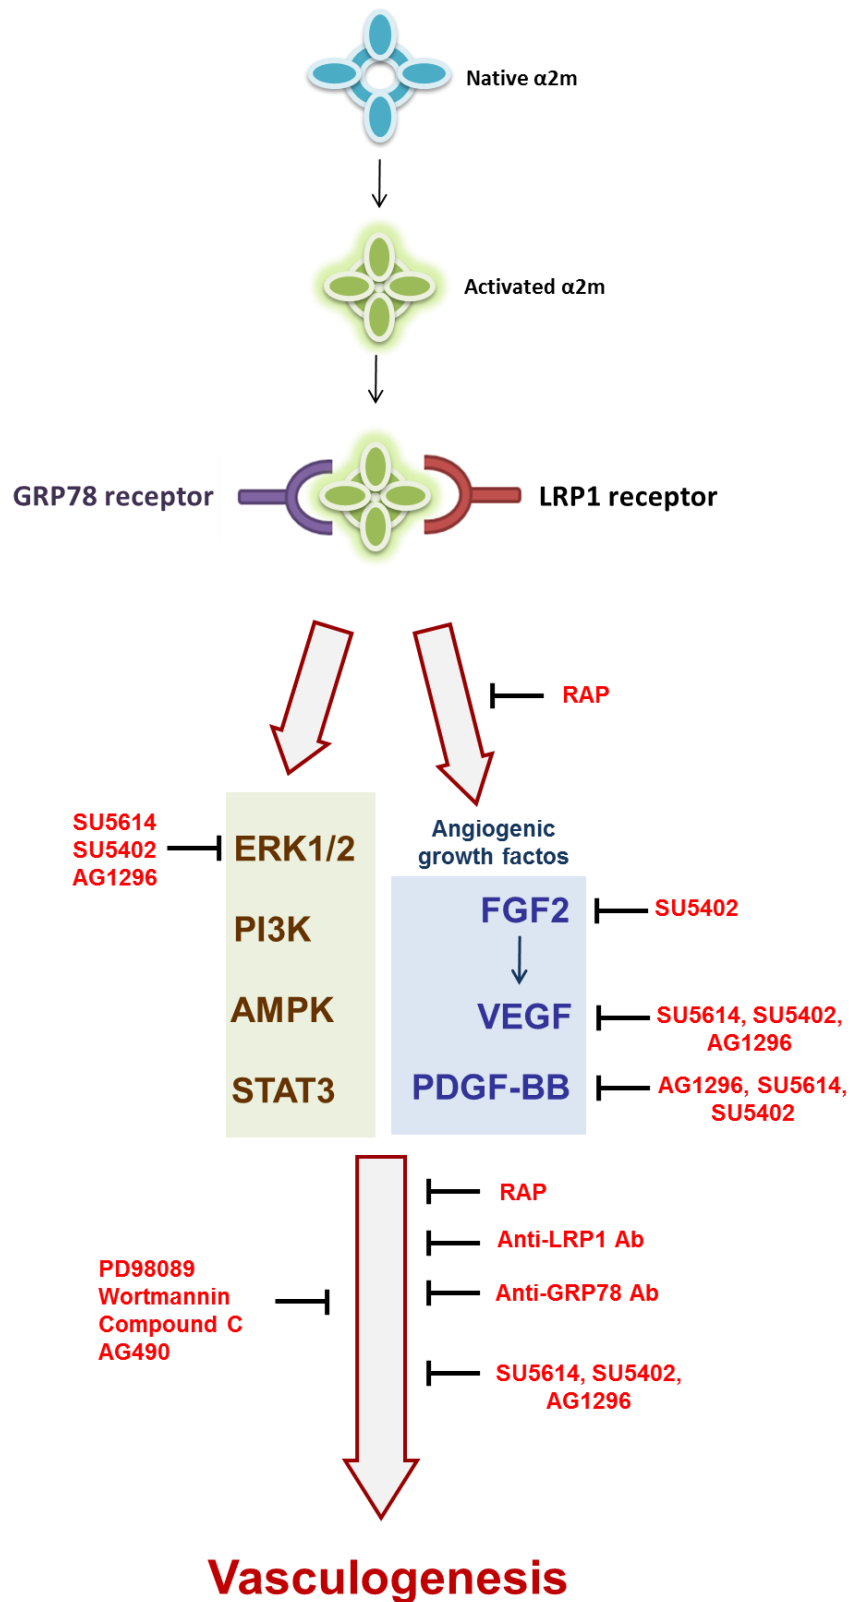 Native α2m
Activated α2m
GRP78 receptor
LRP1 receptor
RAP
SU5614
SU5402
AG1296
ERK1/2
PI3K
AMPK
STAT3
Angiogenic
growth factos
FGF2
VEGF
PDGF-BB
SU5402
SU5614, SU5402,
AG1296
AG1296, SU5614,
SU5402
RAP
Anti-LRP1 Ab
Anti-GRP78 Ab
SU5614, SU5402,
AG1296
PD98089
Wortmannin
Compound C
AG490
Vasculogenesis